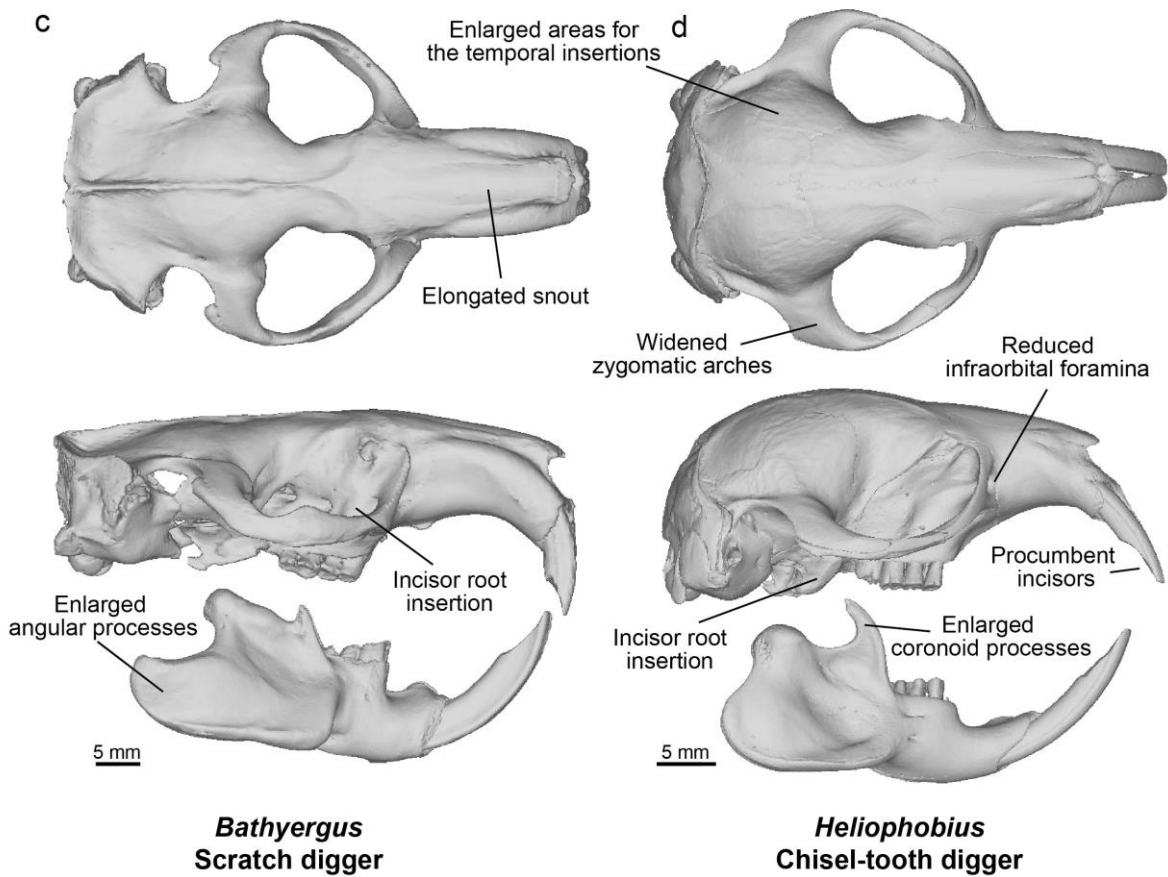 c
Enlarged areas for
the temporal insertions
d
Elongated snout
Widened
zygomatic arches
Reduced
infraorbital foramina
Incisor root
insertion
Procumbent
incisors
Enlarged
angular processes
Incisor root
insertion
Enlarged
coronoid processes
5 mm
5 mm
Bathyergus
Scratch digger
Heliophobius
Chisel-tooth digger